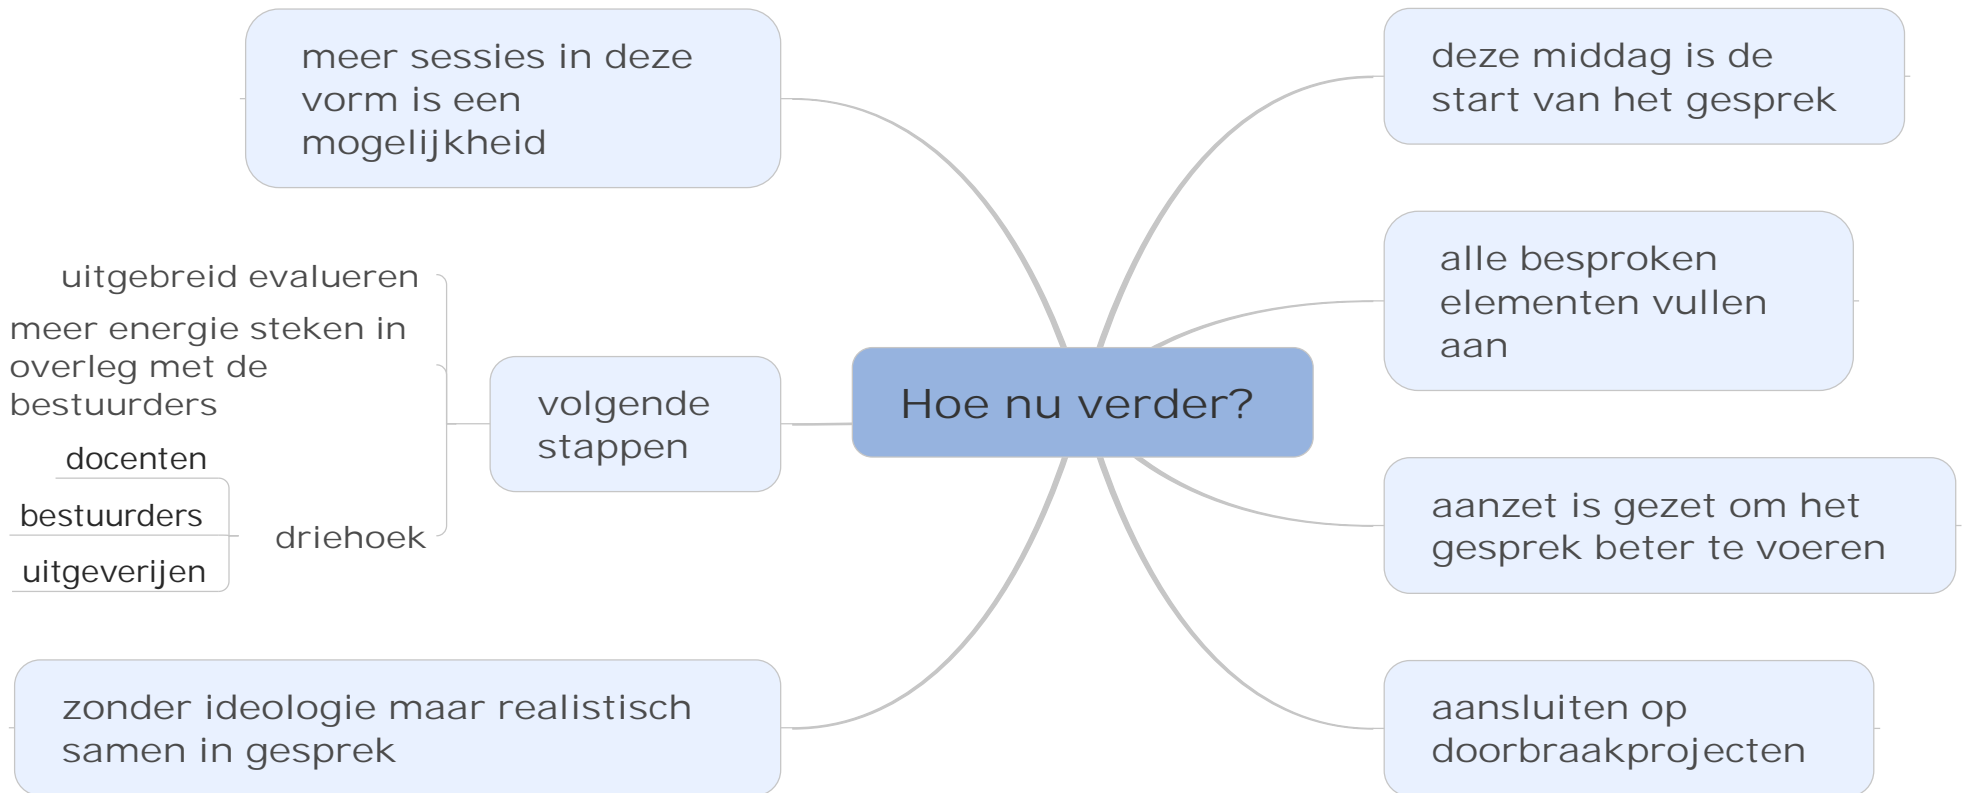 Hoe nu verder?
deze middag is de
start van het gesprek
alle besproken
elementen vullen
aan
aanzet is gezet om het
gesprek beter te voeren
aansluiten op
doorbraakprojecten
meer sessies in deze
vorm is een
mogelijkheid
volgende
stappen
uitgebreid evalueren
meer energie steken in
overleg met de
bestuurders
driehoek
docenten
bestuurders
uitgeverijen
zonder ideologie maar realistisch
samen in gesprek